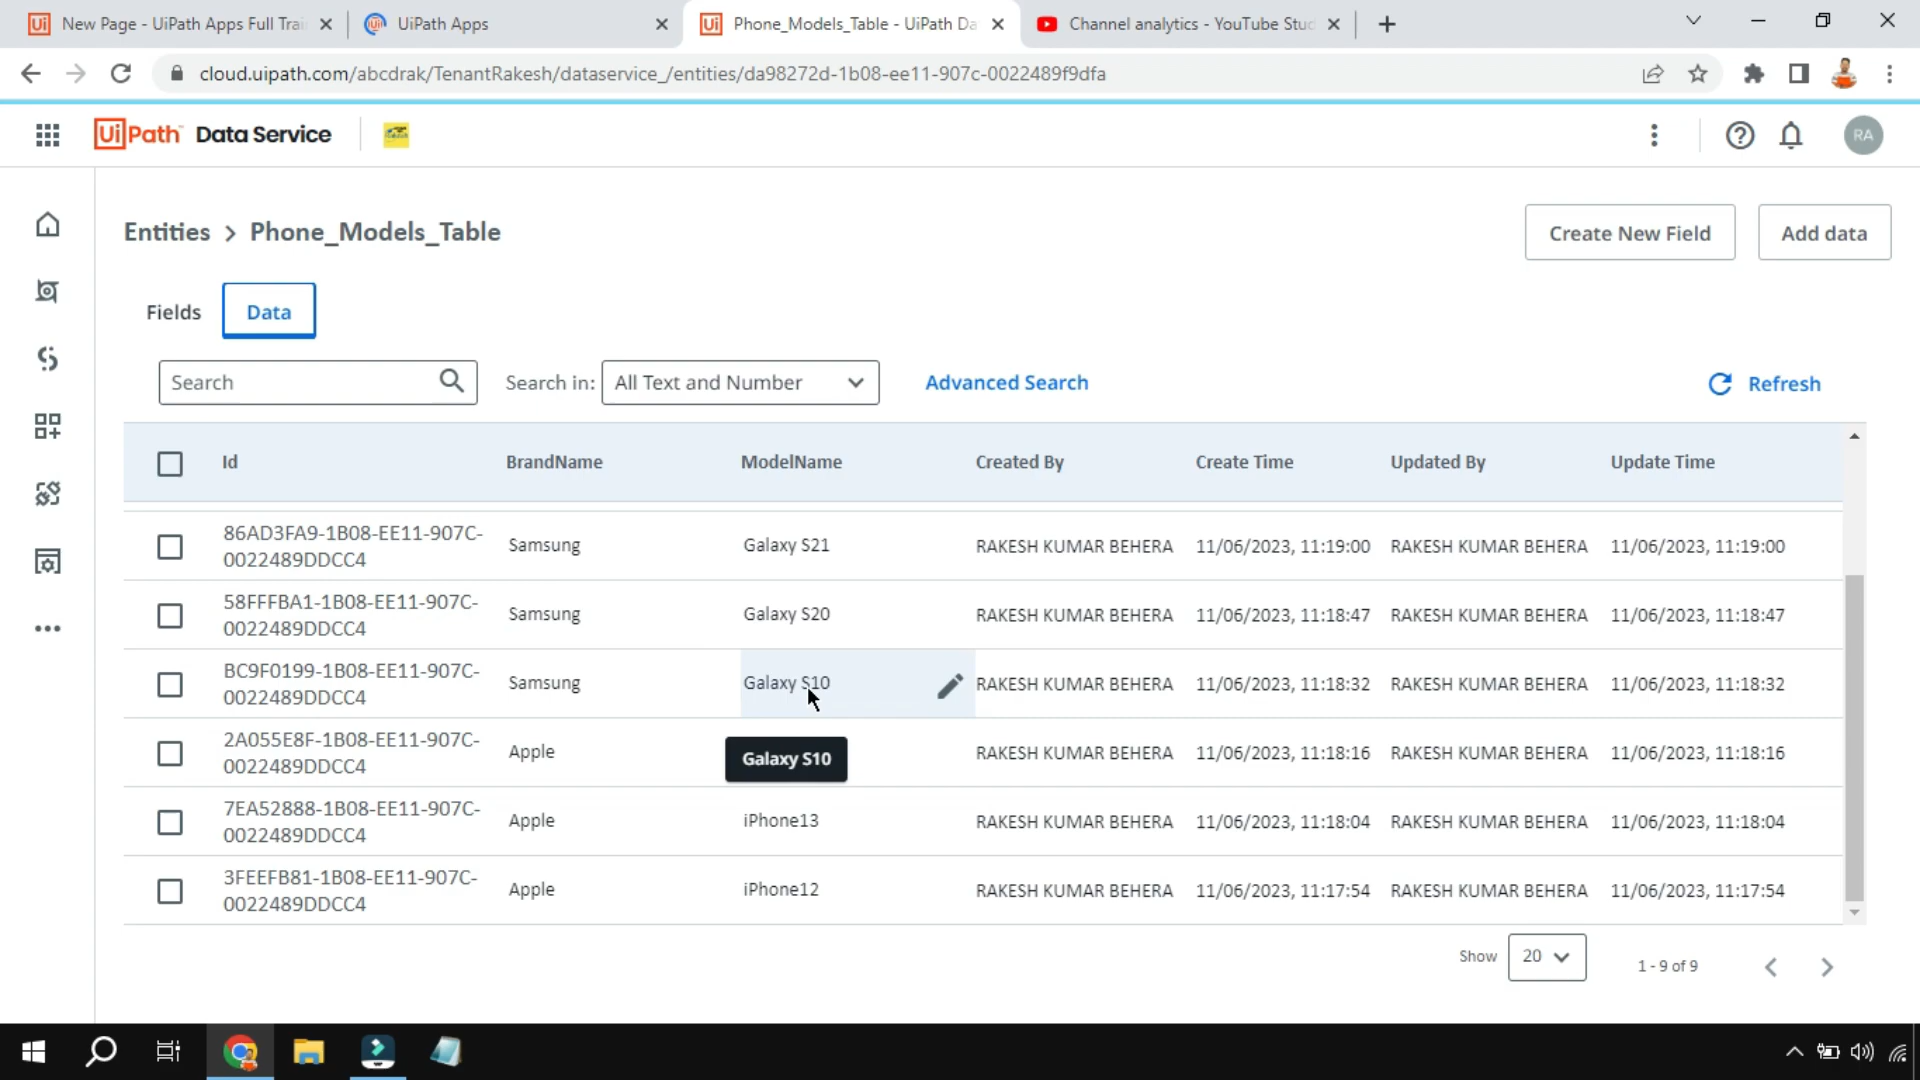 New Page - UiPath Apps Full Trai
UiPath Apps
Phone_Models_Table - UiPath Da
Channel analytics - YouTube Stud
cloud.uipath.com/abcdrak/TenantRakesh/dataservice_/entities/da98272d-1b08-ee11-907c-0022489f9dfa
UiPath Data Service
RA
Entities > Phone_Models_Table
Create New Field
Add data
Fields
Data
Search
Search in:
All Text and Number
Advanced Search
Refresh
Id BrandName ModelName Created By Create Time Updated By Update Time
86AD3FA9-1B08-EE11-907C-0022489DDCC4 Samsung Galaxy S21 RAKESH KUMAR BEHERA 11/06/2023, 11:19:00 RAKESH KUMAR BEHERA 11/06/2023, 11:19:00
58FFFBA1-1B08-EE11-907C-0022489DDCC4 Samsung Galaxy S20 RAKESH KUMAR BEHERA 11/06/2023, 11:18:47 RAKESH KUMAR BEHERA 11/06/2023, 11:18:47
BC9F0199-1B08-EE11-907C-0022489DDCC4 Samsung Galaxy S10 RAKESH KUMAR BEHERA 11/06/2023, 11:18:32 RAKESH KUMAR BEHERA 11/06/2023, 11:18:32
2A055E8F-1B08-EE11-907C-0022489DDCC4 Apple Galaxy S10 RAKESH KUMAR BEHERA 11/06/2023, 11:18:16 RAKESH KUMAR BEHERA 11/06/2023, 11:18:16
7EA52888-1B08-EE11-907C-0022489DDCC4 Apple iPhone13 RAKESH KUMAR BEHERA 11/06/2023, 11:18:04 RAKESH KUMAR BEHERA 11/06/2023, 11:18:04
3FEEFB81-1B08-EE11-907C-0022489DDCC4 Apple iPhone12 RAKESH KUMAR BEHERA 11/06/2023, 11:17:54 RAKESH KUMAR BEHERA 11/06/2023, 11:17:54
Show 20 1 - 9 of 9